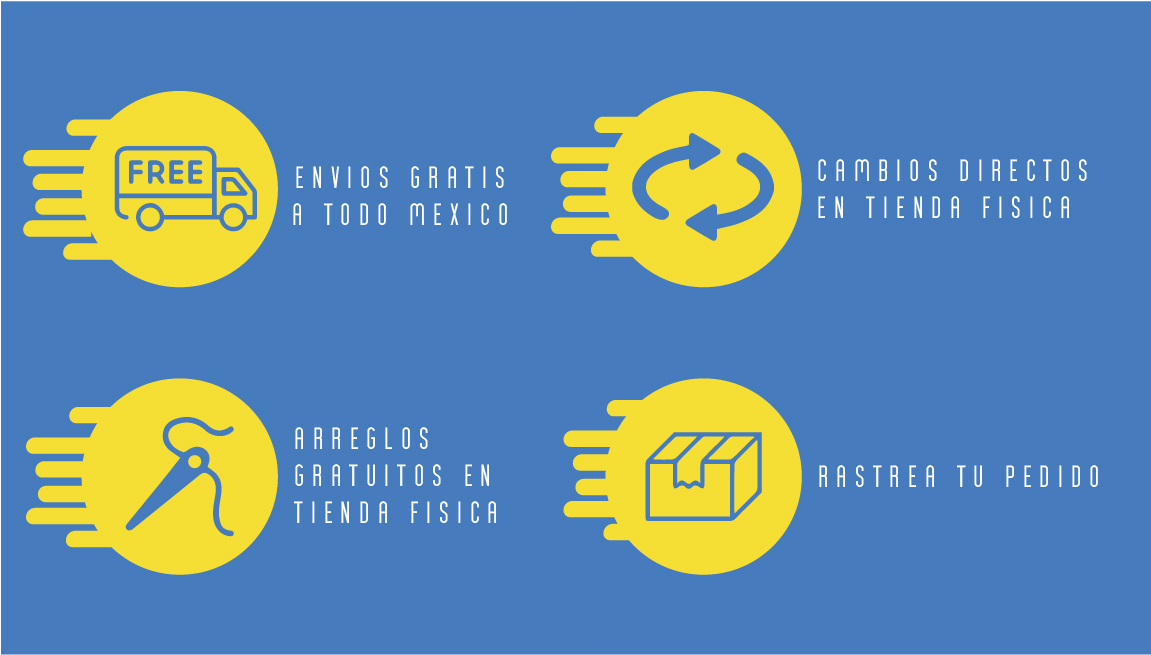 FREE
ENVIOS GRATIS
A TODO MEXICO
CAMBIOS DIRECTOS
EN TIENDA FISICA
ARREGLOS
GRATUITOS EN
TIENDA FISICA
RASTREA TU PEDIDO